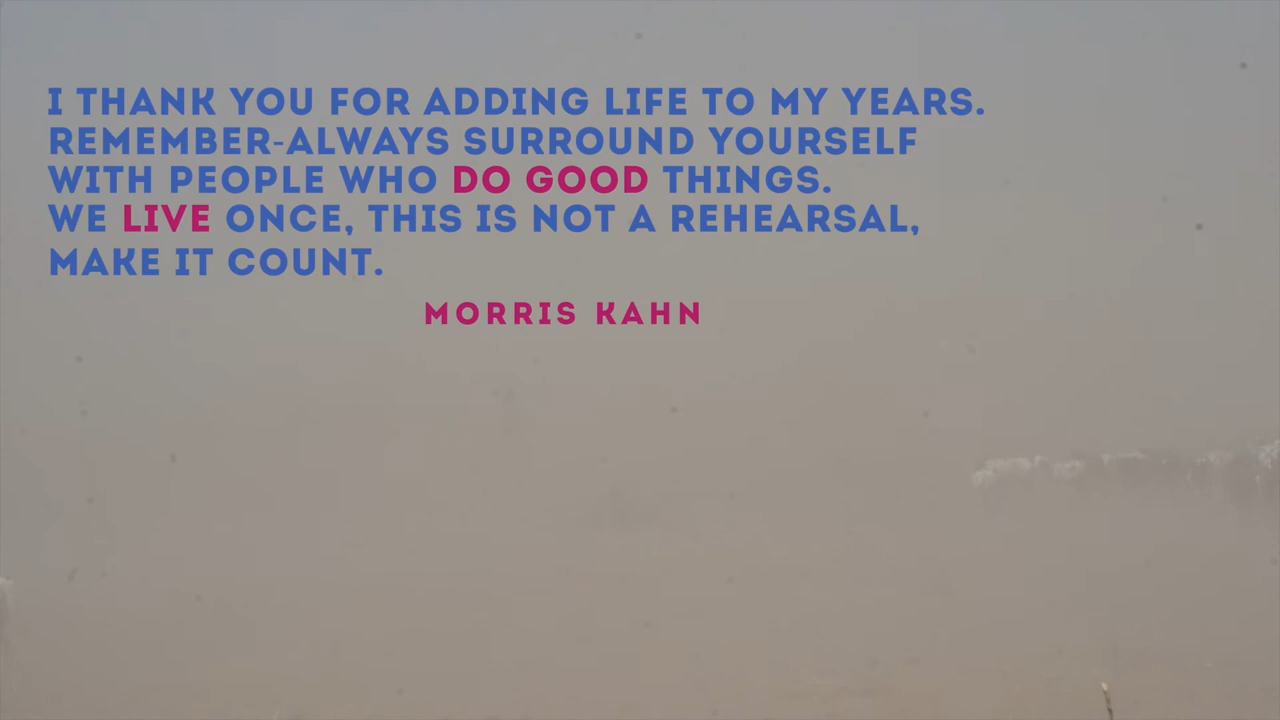 I THANK YOU FOR ADDING LIFE TO MY YEARS.
REMEMBER-ALWAYS SURROUND YOURSELF
WITH PEOPLE WHO DO GOOD THINGS.
WE LIVE ONCE, THIS IS NOT A REHEARSAL,
MAKE IT COUNT.
MORRIS KAHN